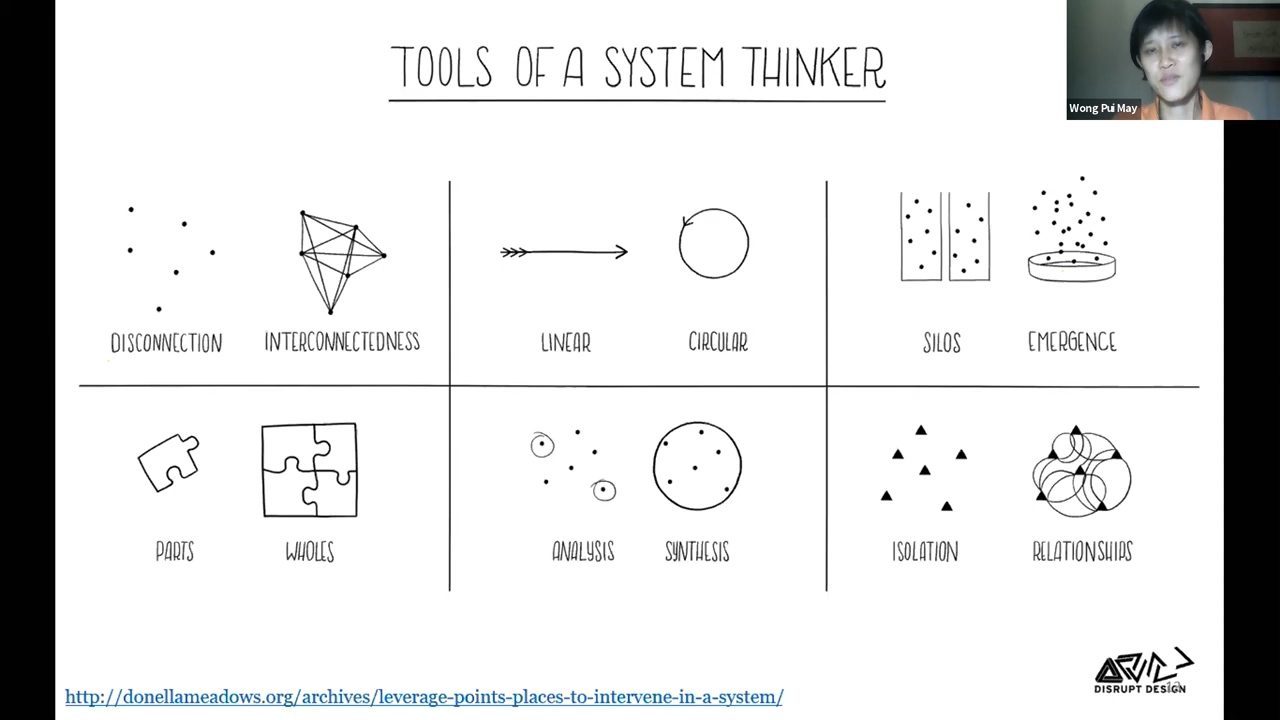 TOOLS OF A SYSTEM THINKER
Wong Pui May
DISCONNECTION INTERCONNECTEDNESS
LINEAR CIRCULAR
SILOS EMERGENCE
PARTS WHOLES
ANALYSIS SYNTHESIS
ISOLATION RELATIONSHIPS
http://donellameadows.org/archives/leverage-points-places-to-intervene-in-a-system/
DISRUPT DESIGN